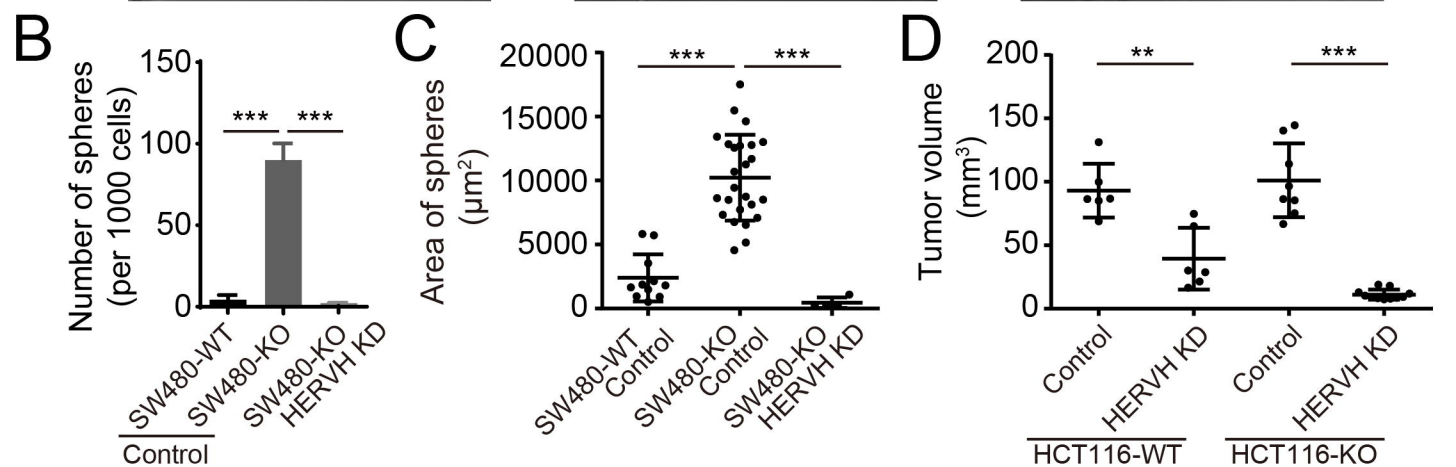 B
Number of spheres
(per 1000 cells)
150
100
50
0
***
***
SW480-WT
SW480-KO
SW480-KO
HERVH KD
Control
C
Area of spheres
(µm²)
20000
15000
10000
5000
0
***
***
SW480-WT
Control
SW480-KO
Control
SW480-KO
HERVH KD
D
Tumor volume
(mm³)
200
150
100
50
0
**
***
Control
HERVH KD
Control
HERVH KD
HCT116-WT
HCT116-KO